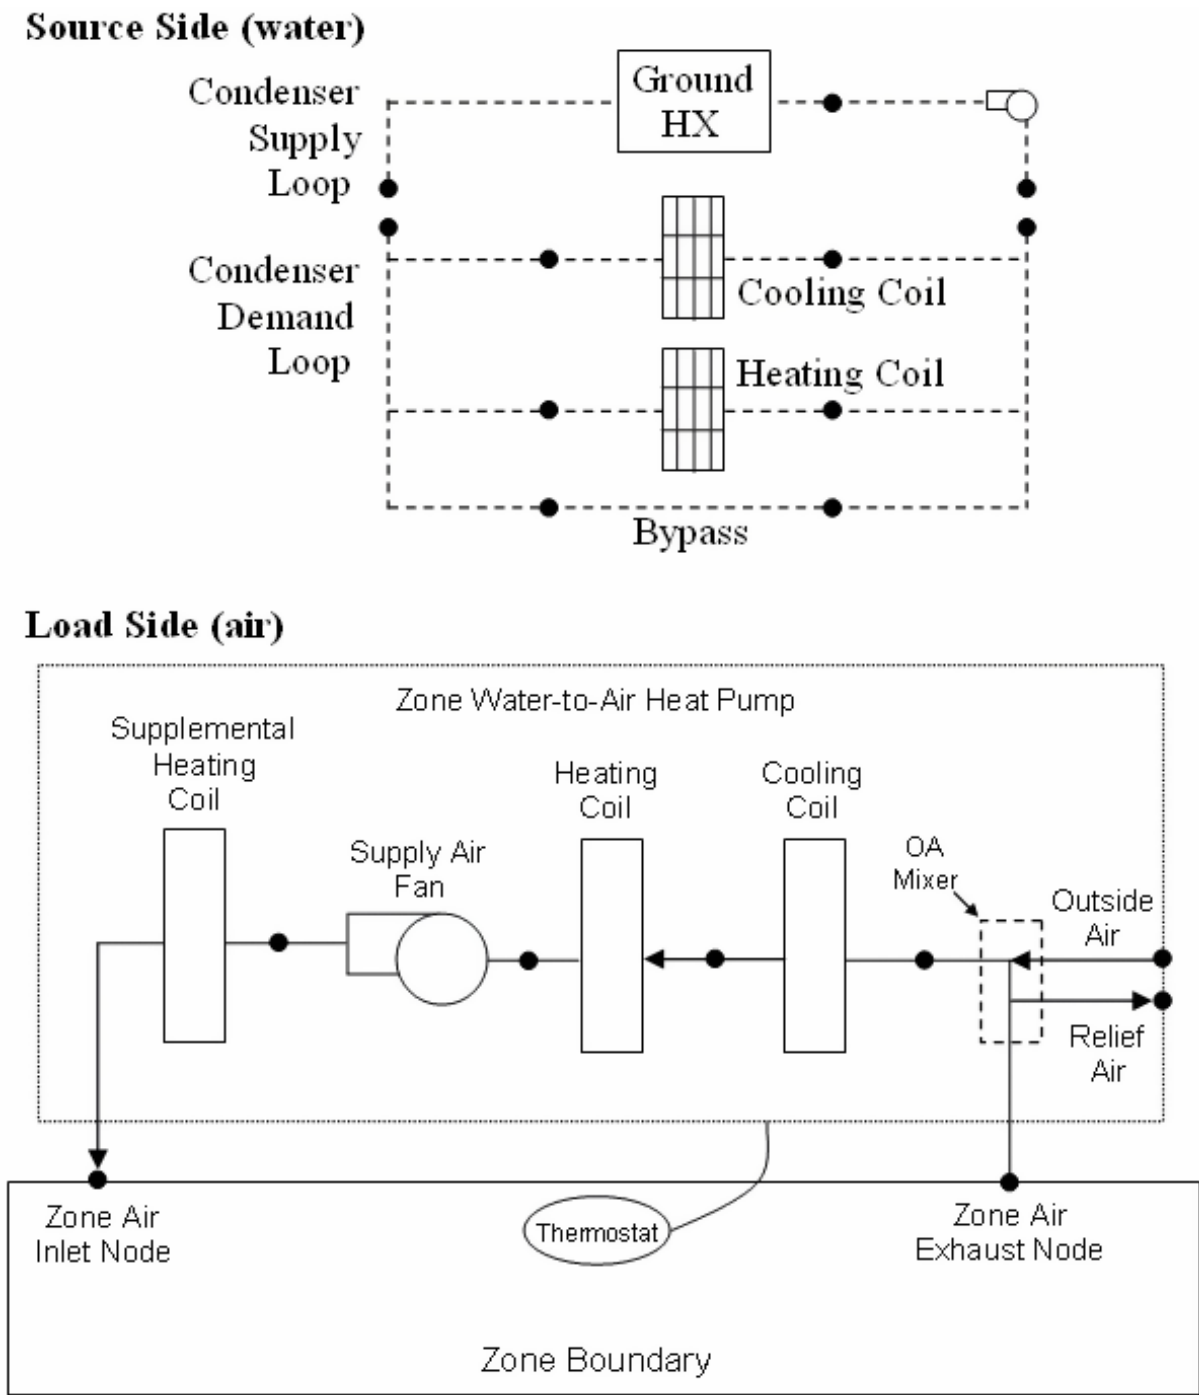 Source Side (water)
Condenser
Supply
Loop
Ground
HX
Condenser
Demand
Loop
Cooling Coil
Heating Coil
Bypass
Load Side (air)
Zone Water-to-Air Heat Pump
Supplemental
Heating
Coil
Supply Air
Fan
Heating
Coil
Cooling
Coil
OA
Mixer
Outside
Air
Relief
Air
Zone Air
Inlet Node
Thermostat
Zone Air
Exhaust Node
Zone Boundary